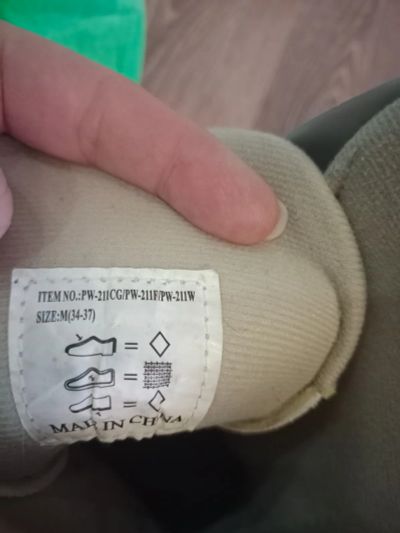 ITEM NO.:PW-211CG/PW-211F/PW-211W
SIZE:M(34-37)
MADE IN CHINA